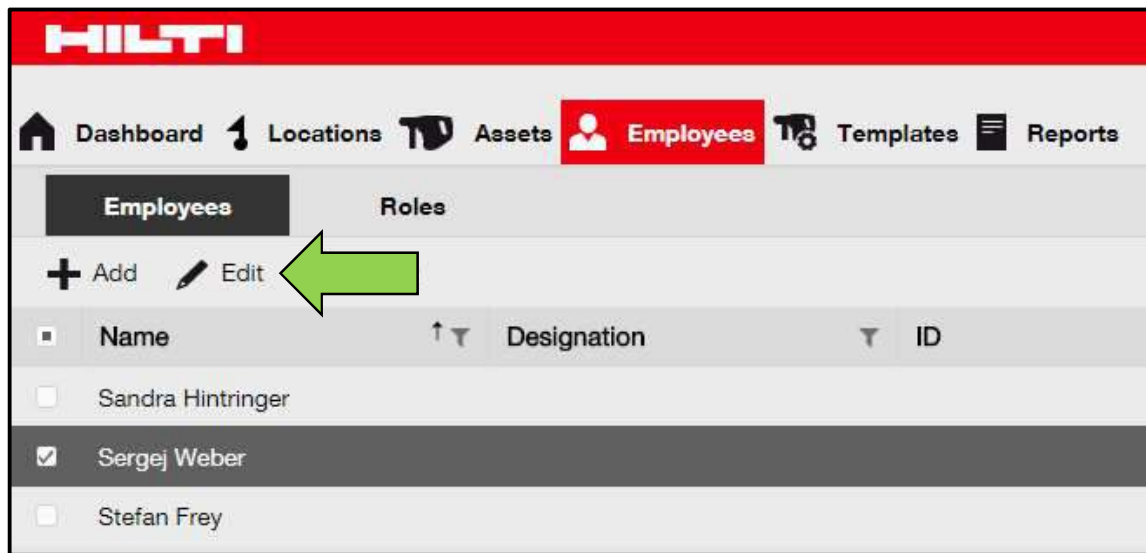 HILTI
Dashboard Locations Assets Employees Templates Reports
Employees Roles
Add Edit
Name Designation ID
Sandra Hintringer
Sergej Weber
Stefan Frey